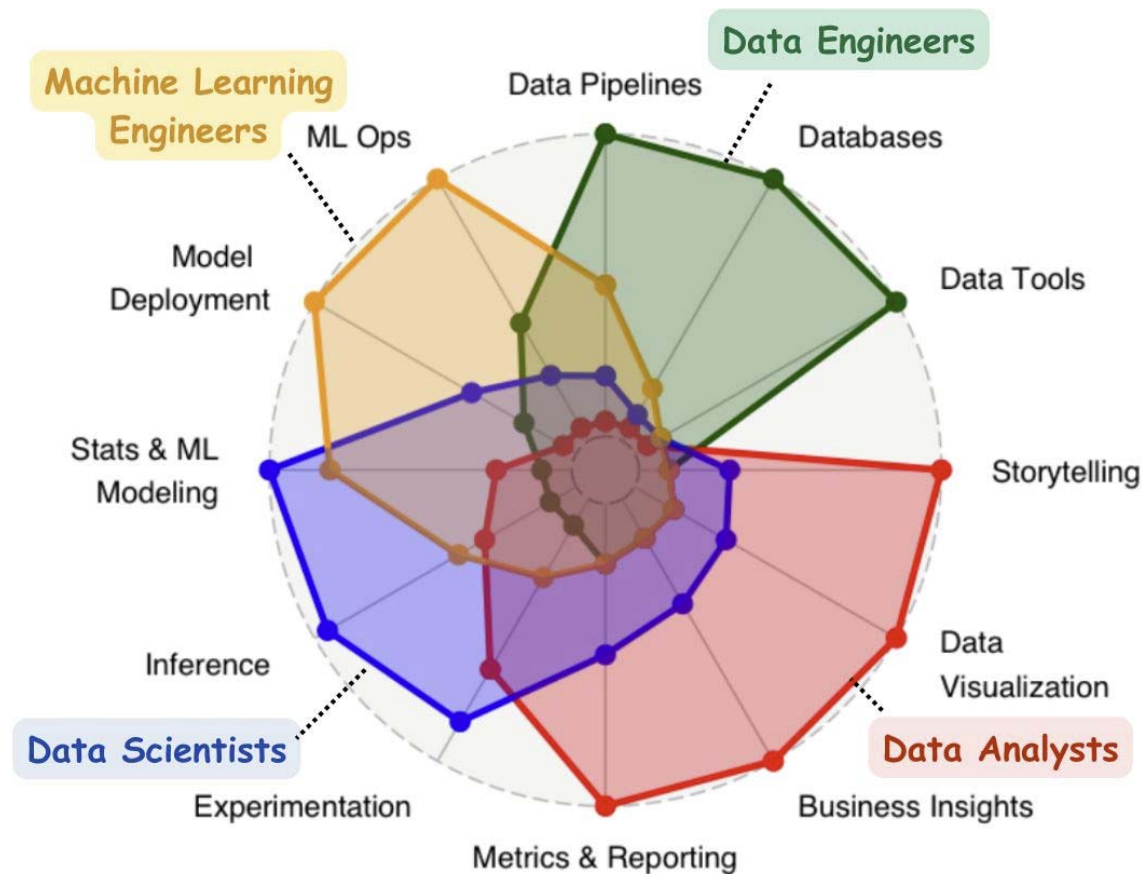 Data Engineers
Machine Learning
Engineers
Data Pipelines
ML Ops
Databases
Model
Deployment
Data Tools
Stats & ML
Modeling
Storytelling
Inference
Data
Visualization
Data Scientists
Data Analysts
Experimentation
Business Insights
Metrics & Reporting